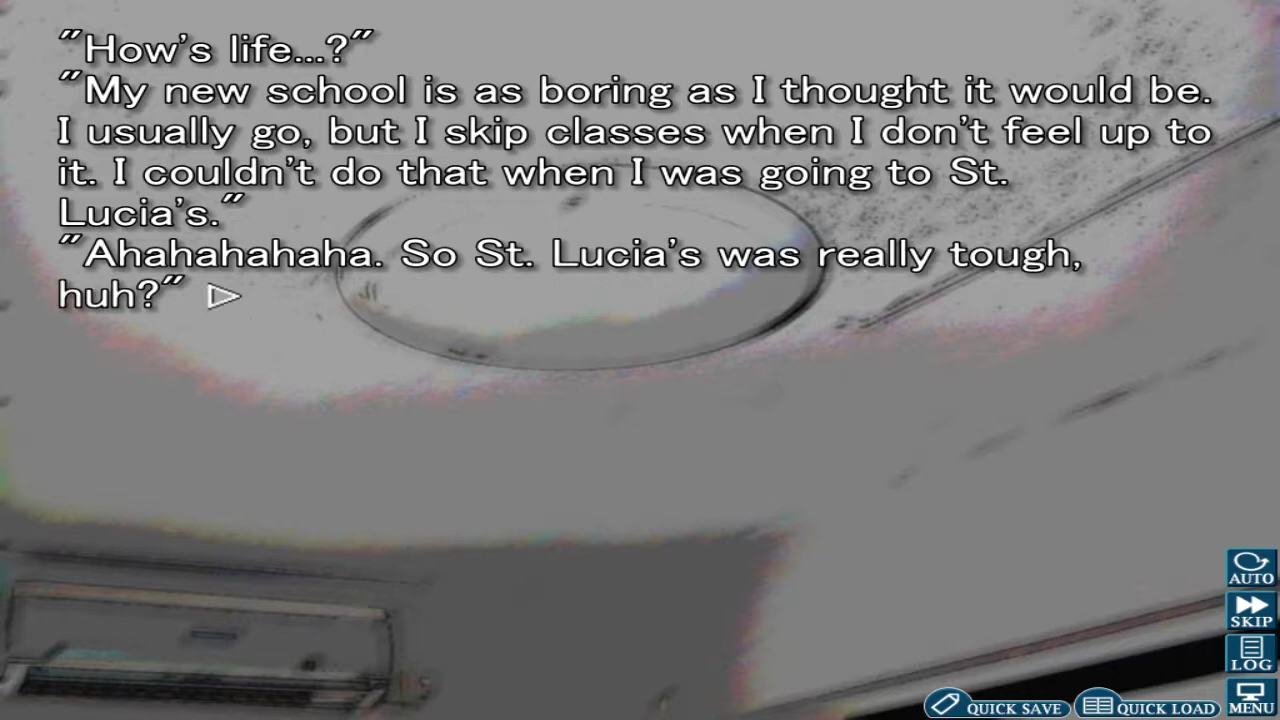 "How's life...?"
"My new school is as boring as I thought it would be.
I usually go, but I skip classes when I don't feel up to
it. I couldn't do that when I was going to St.
Lucia's."
"Ahahahahaha. So St. Lucia's was really tough,
huh?"
AUTO
SKIP
LOG
MENU
QUICK SAVE
QUICK LOAD